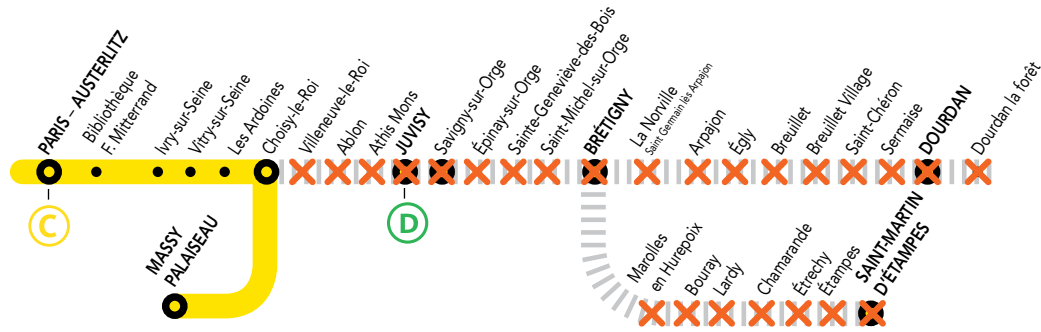 PARIS – AUSTERLITZ
Bibliothèque
F. Mitterrand
Ivry-sur-Seine
Vitry-sur-Seine
Les Ardoines
Choisy-le-Roi
Villeneuve-le-Roi
Ablon
Athis Mons
JUVISY
Savigny-sur-Orge
Épinay-sur-Orge
Sainte-Geneviève-des-Bois
Saint-Michel-sur-Orge
BRÉTIGNY
La Norville
Saint Germain lès Arpajon
Arpajon
Égly
Breuillet
Breuillet Village
Saint-Chéron
Sermaise
DOURDAN
Dourdan la forêt
C
D
MASSY
PALAISEAU
Marolles
en Hurepoix
Bouray
Lardy
Chamarande
Étrechy
Étampes
SAINT-MARTIN
D'ÉTAMPES